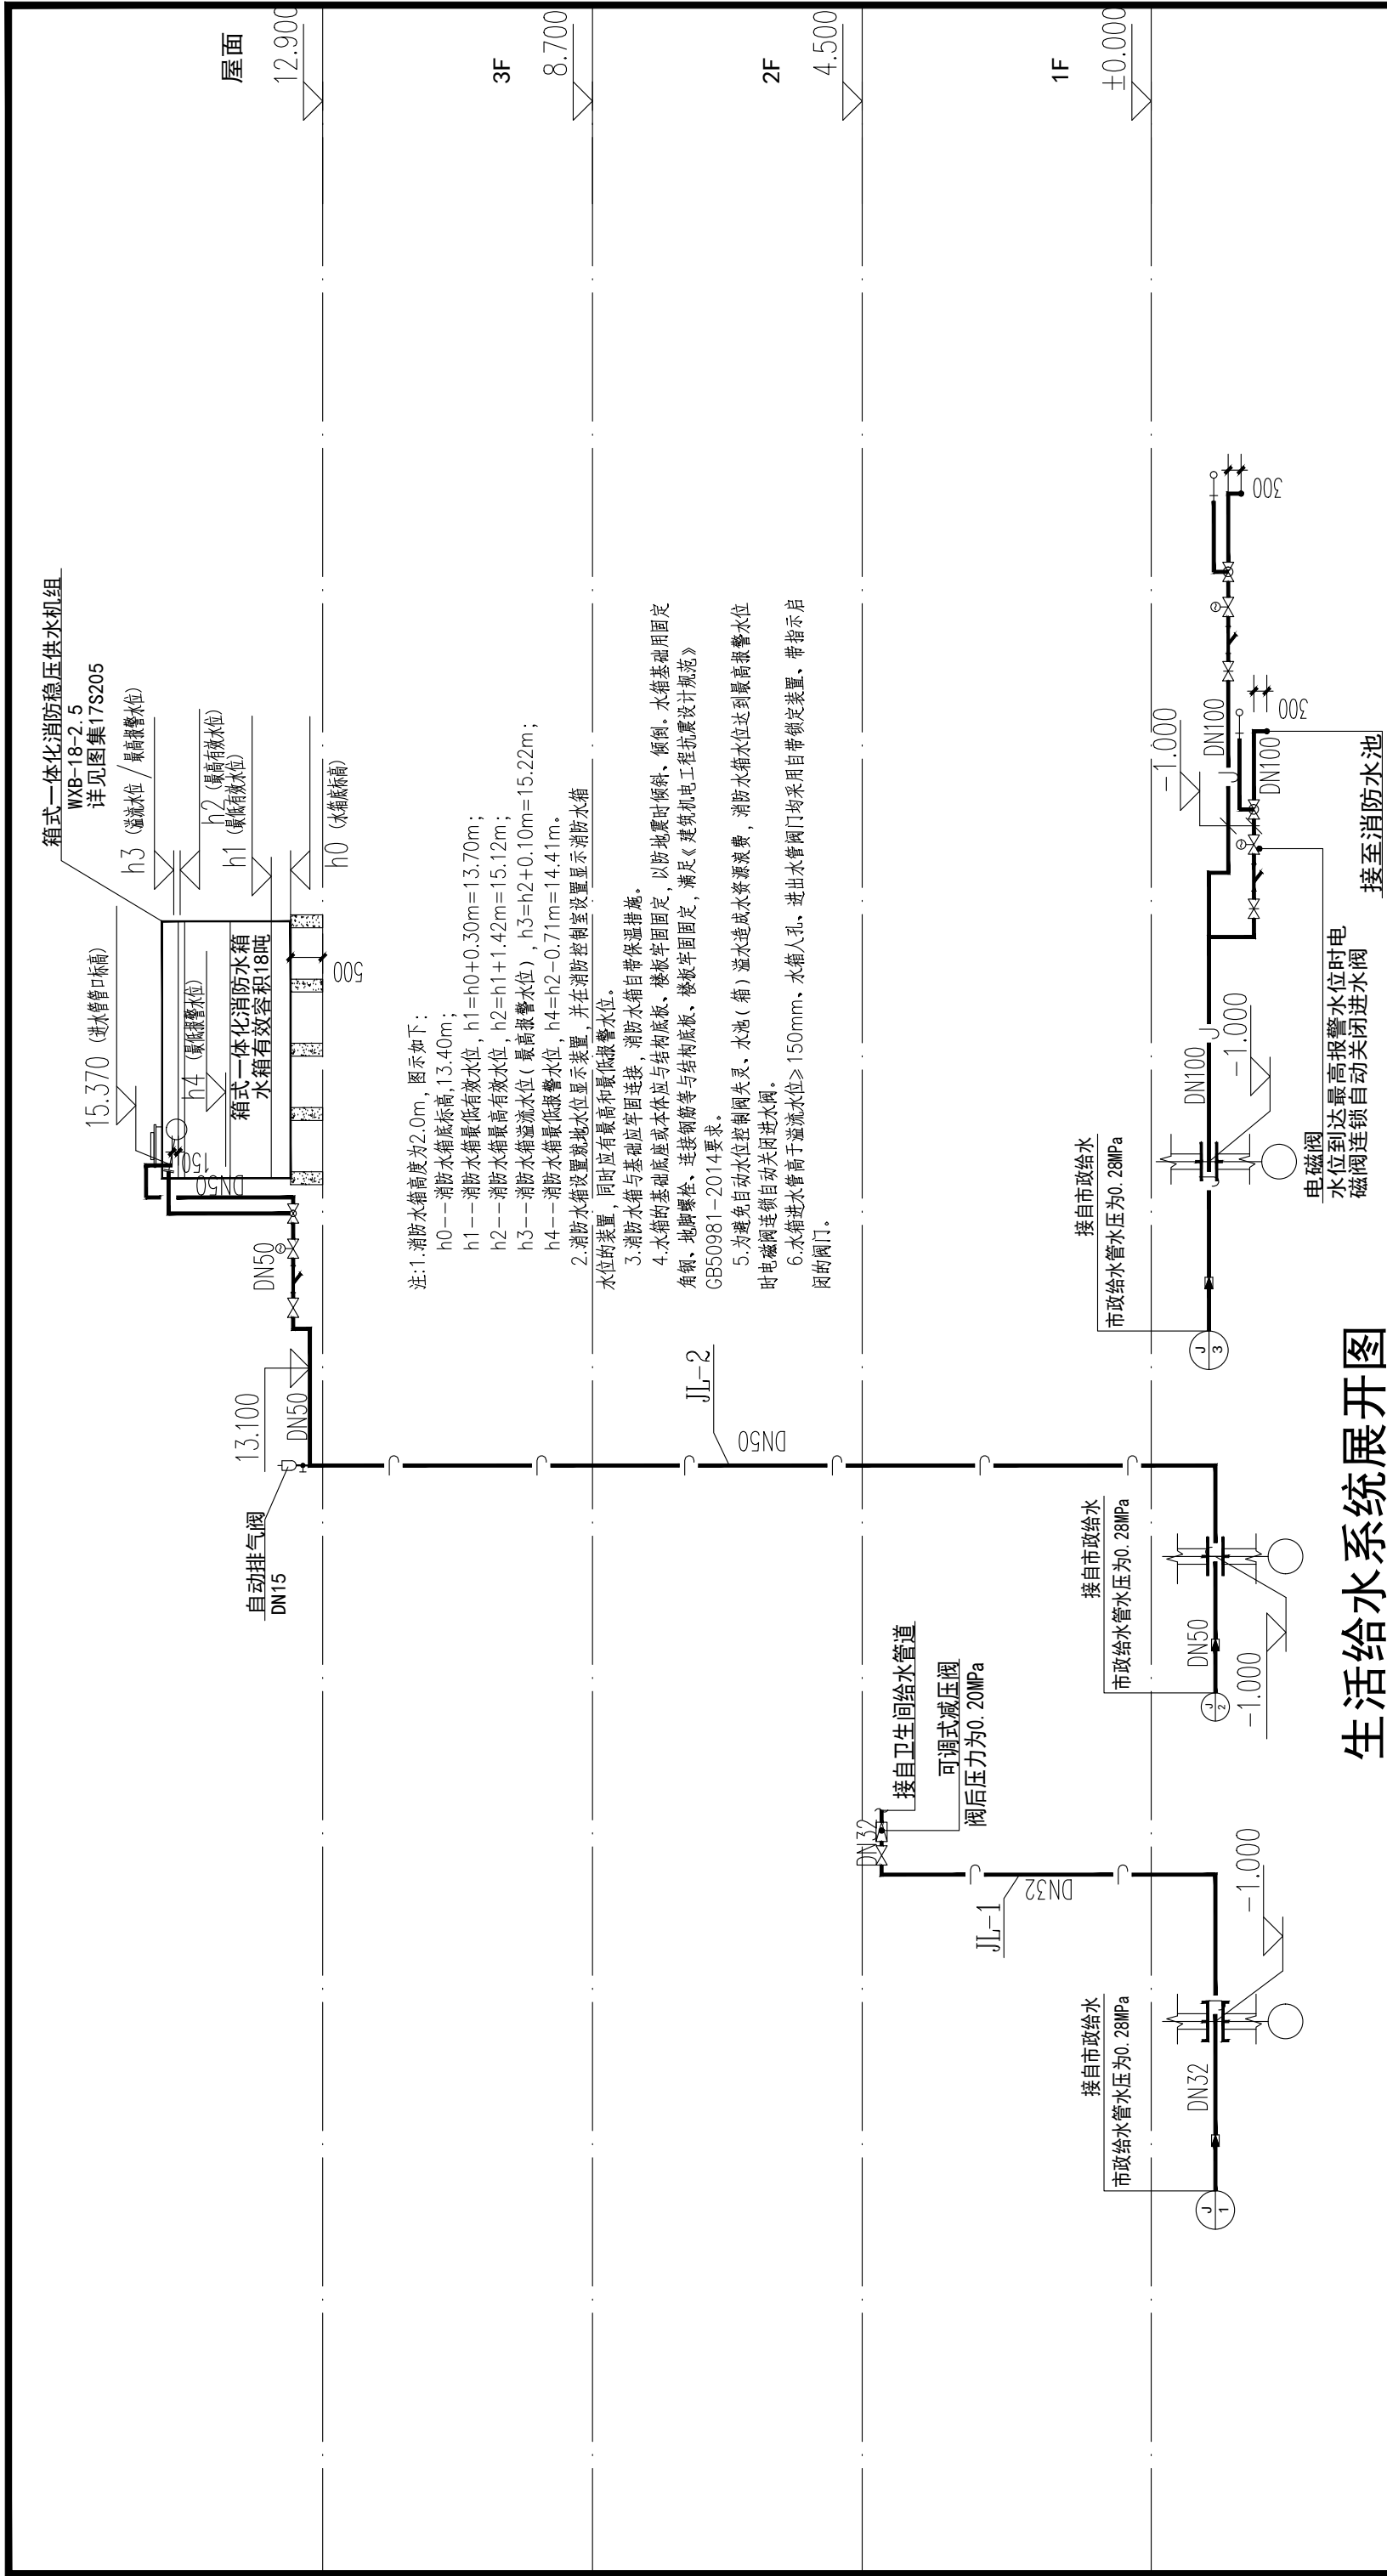 箱式一体化消防稳压供水机组
WXB-18-2.5
详见图集17S205
屋面
12.900
15.370 (进水管管口标高)
h3 (溢流水位 / 最高报警水位)
h2 (最高有效水位)
h1 (最低有效水位)
h0 (水箱底标高)
h4 (最低报警水位)
箱式一体化消防水箱
水箱有效容积18吨
150
DN50
500
DN50
13.100
DN50
自动排气阀
DN15
3F
8.700
注:1.消防水箱高度为2.0m, 图示如下:
h0--消防水箱底标高,13.40m;
h1--消防水箱最低有效水位, h1=h0+0.30m=13.70m;
h2--消防水箱最高有效水位, h2=h1+1.42m=15.12m;
h3--消防水箱溢流水位(最高报警水位), h3=h2+0.10m=15.22m;
h4--消防水箱最低报警水位, h4=h2-0.71m=14.41m。
2.消防水箱设置就地水位显示装置, 并在消防控制室设置显示消防水箱
水位的装置, 同时应有最高和最低报警水位。
3.消防水箱与基础应牢固连接, 消防水箱自带保温措施。
4.水箱的基础底座或本体应与结构底板、楼板牢固固定, 以防地震时倾斜、倾倒。水箱基础用固定
角钢、地脚螺栓、连接钢筋等与结构底板、楼板牢固固定, 满足《建筑机电工程抗震设计规范》
GB50981-2014要求。
5.为避免自动水位控制阀失灵、水池(箱)溢水造成水资源浪费, 消防水箱水位达到最高报警水位
时电磁阀连锁自动关闭进水阀。
6.水箱进水管高于溢流水位≥150mm、水箱人孔、进出水管阀门均采用自带锁定装置、带指示启
闭的阀门。
JL-2
DN50
2F
4.500
DN32
接自卫生间给水管道
可调式减压阀
阀后压力为0.20MPa
JL-1
DN32
1F
±0.000
接自市政给水
市政给水管水压为0.28MPa
J
1
DN32
-1.000
接自市政给水
市政给水管水压为0.28MPa
J
2
DN50
-1.000
接自市政给水
市政给水管水压为0.28MPa
J
3
DN100
-1.000
-1.000
DN100
DN100
300
300
电磁阀
水位到达最高报警水位时电
磁阀连锁自动关闭进水阀
接至消防水池
生活给水系统展开图